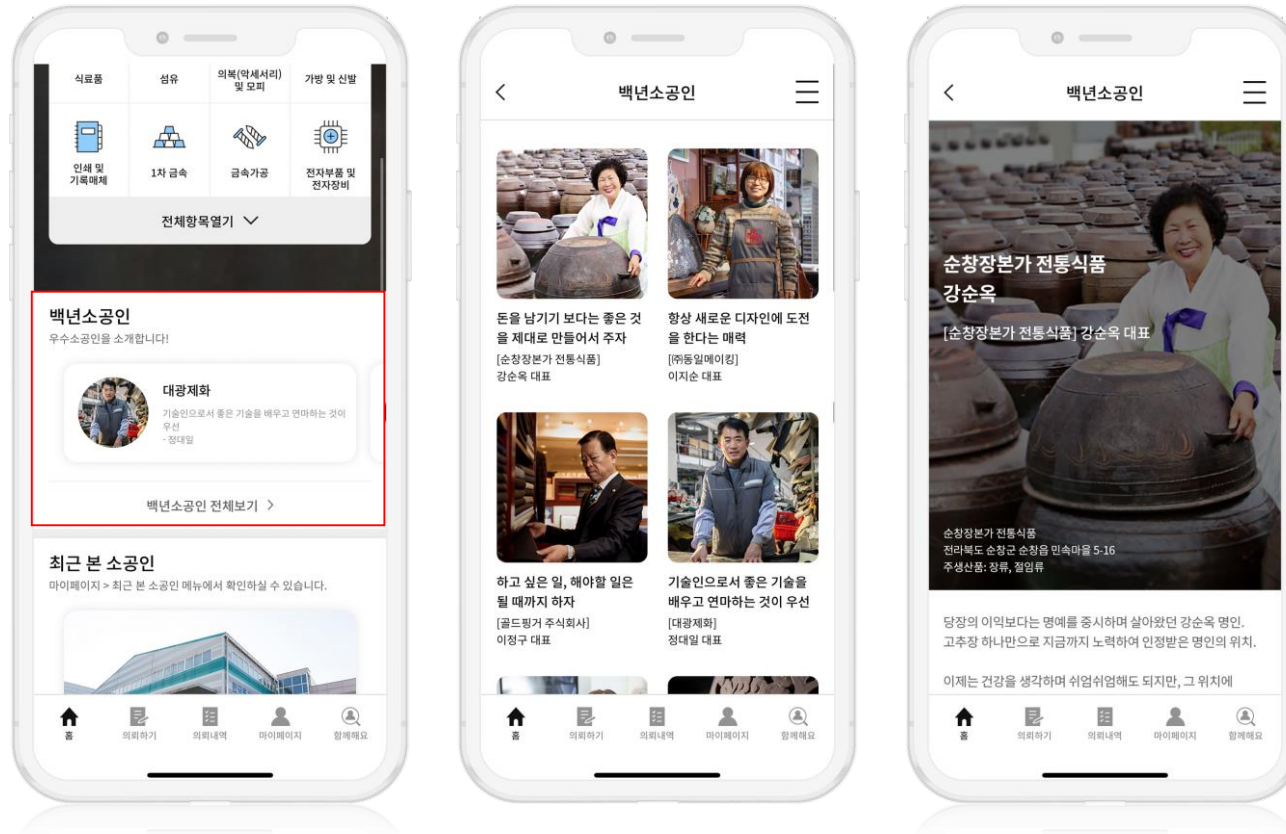 식료품
섬유
의복(악세서리)
및 모피
가방 및 신발
인쇄 및
기록매체
1차 금속
금속가공
전자부품 및
전자장비
전체항목열기
백년소공인
우수소공인을 소개합니다!
대광제화
기술인으로서 좋은 기술을 배우고 연마하는 것이
우선
- 정대일
백년소공인 전체보기 >
최근 본 소공인
마이페이지 > 최근 본 소공인 메뉴에서 확인하실 수 있습니다.
홈
의뢰하기
의뢰내역
마이페이지
함께해요
백년소공인
돈을 남기기 보다는 좋은 것
을 제대로 만들어서 주자
[순창장본가 전통식품]
강순옥 대표
항상 새로운 디자인에 도전
을 한다는 매력
[㈜동일메이킹]
이지순 대표
하고 싶은 일, 해야할 일은
될 때까지 하자
[골드핑거 주식회사]
이정구 대표
기술인으로서 좋은 기술을
배우고 연마하는 것이 우선
[대광제화]
정대일 대표
홈
의뢰하기
의뢰내역
마이페이지
함께해요
백년소공인
순창장본가 전통식품
강순옥
[순창장본가 전통식품] 강순옥 대표
순창장본가 전통식품
전라북도 순창군 순창읍 민속마을 5-16
주생산품: 장류, 절임류
당장의 이익보다는 명예를 중시하며 살아왔던 강순옥 명인.
고추장 하나만으로 지금까지 노력하여 인정받은 명인의 위치.
이제는 건강을 생각하며 쉬엄쉬엄해도 되지만, 그 위치에
홈
의뢰하기
의뢰내역
마이페이지
함께해요